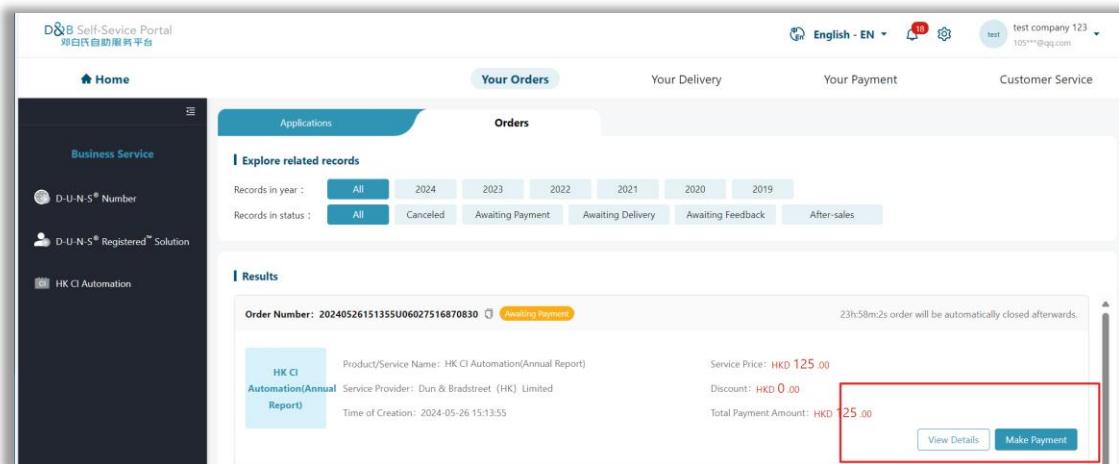 D&B Self-Sevice Portal
邓白氏自助服务平台
English - EN
18
test
test company 123
105***@qq.com
Home
Your Orders
Your Delivery
Your Payment
Customer Service
Business Service
D-U-N-S® Number
D-U-N-S® Registered™ Solution
CI HK CI Automation
Applications
Orders
Explore related records
Records in year : All 2024 2023 2022 2021 2020 2019
Records in status : All Canceled Awaiting Payment Awaiting Delivery Awaiting Feedback After-sales
Results
Order Number: 20240526151355U06027516870830 Awaiting Payment
23h:58m:2s order will be automatically closed afterwards.
HK CI
Automation(Annual
Report)
Product/Service Name: HK CI Automation(Annual Report)
Service Provider: Dun & Bradstreet (HK) Limited
Time of Creation: 2024-05-26 15:13:55
Service Price: HKD 125 .00
Discount: HKD 0 .00
Total Payment Amount: HKD 125 .00
View Details
Make Payment